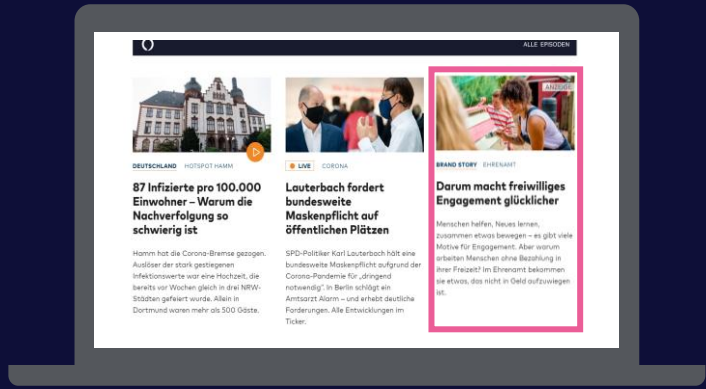 ALLE EPISODEN
DEUTSCHLAND HOTSPOT HAMM
87 Infizierte pro 100.000
Einwohner – Warum die
Nachverfolgung so
schwierig ist
Hamm hat die Corona-Bremse gezogen.
Auslöser der stark gestiegenen
Infektionswerte war eine Hochzeit, die
bereits vor Wochen gleich in drei NRW-
Städten gefeiert wurde. Allein in
Dortmund waren mehr als 500 Gäste.
LIVE CORONA
Lauterbach fordert
bundesweite
Maskenpflicht auf
öffentlichen Plätzen
SPD-Politiker Karl Lauterbach hält eine
bundesweite Maskenpflicht aufgrund der
Corona-Pandemie für „dringend
notwendig“. In Berlin schlägt ein
Amtsarzt Alarm – und erhebt deutliche
Forderungen. Alle Entwicklungen im
Ticker.
ANZEIGE
BRAND STORY EHRENAMT
Darum macht freiwilliges
Engagement glücklicher
Menschen helfen, Neues lernen,
zusammen etwas bewegen – es gibt viele
Motive für Engagement. Aber warum
arbeiten Menschen ohne Bezahlung in
ihrer Freizeit? Im Ehrenamt bekommen
sie etwas, das nicht in Geld aufzuwiegen
ist.